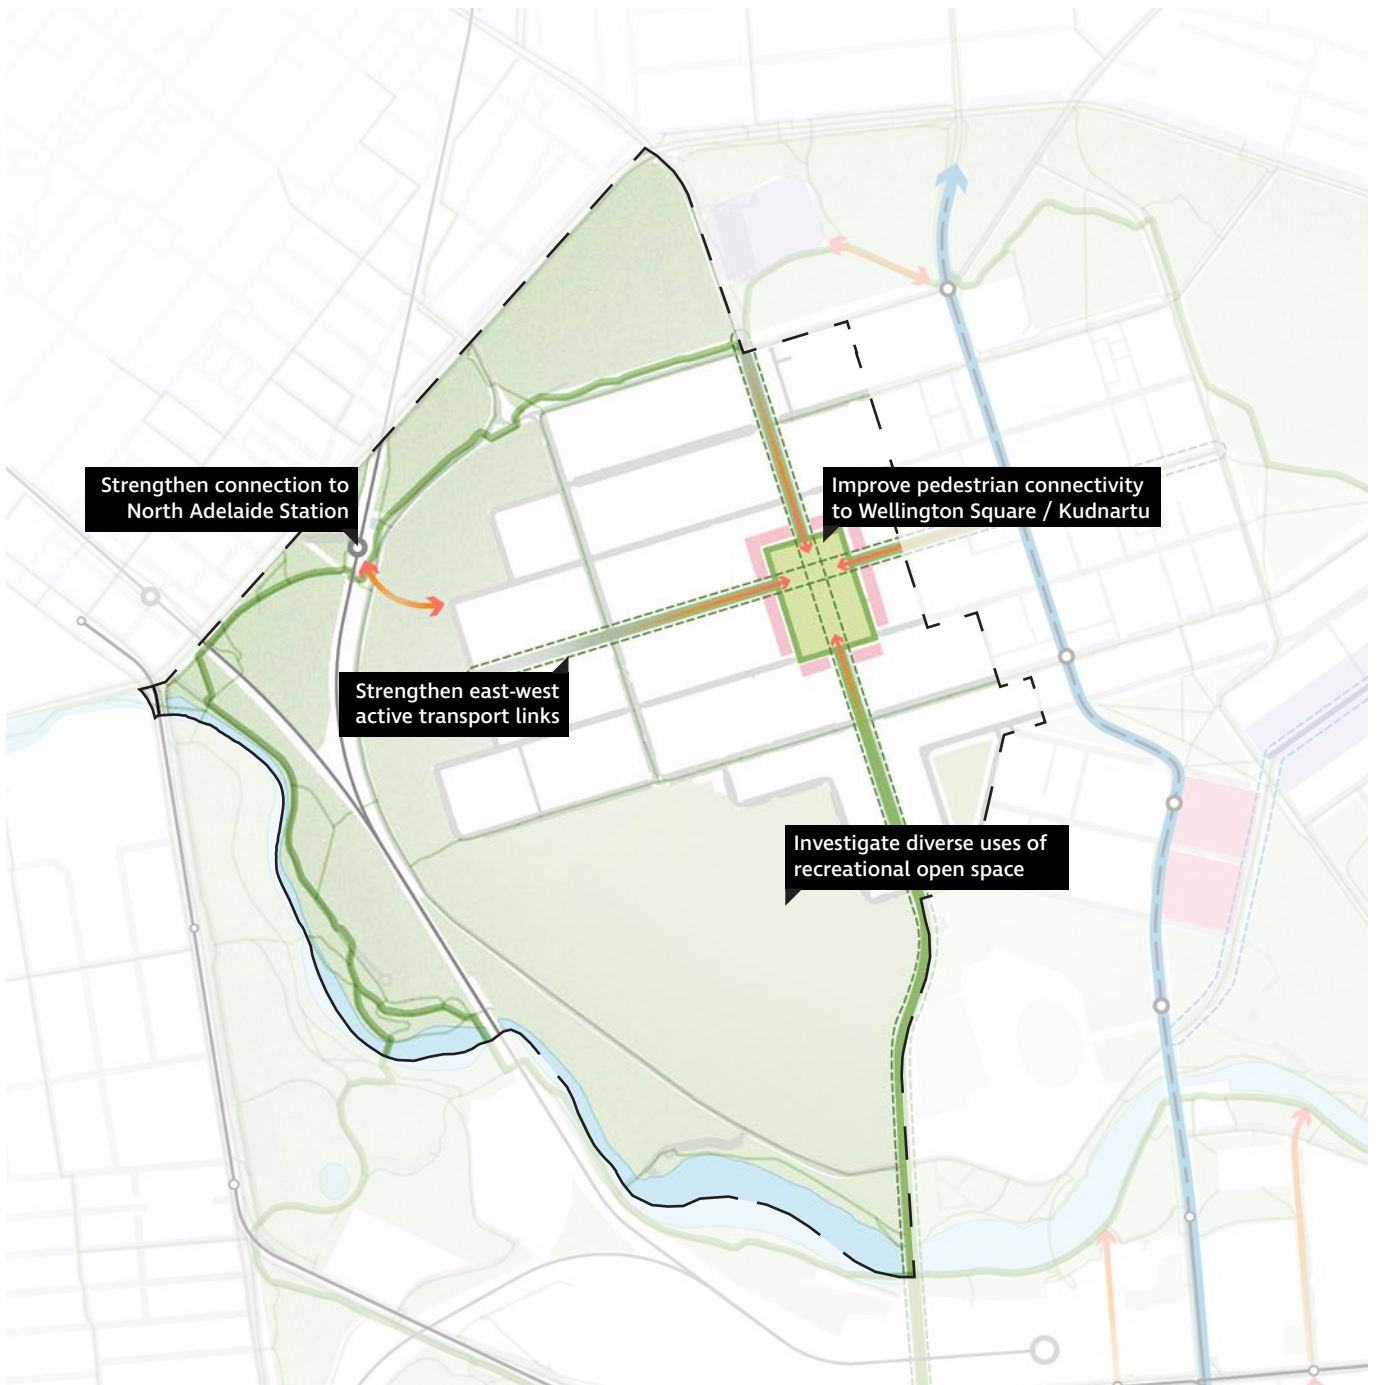 Strengthen connection to
North Adelaide Station
Improve pedestrian connectivity
to Wellington Square / Kudnartu
Strengthen east-west
active transport links
Investigate diverse uses of
recreational open space